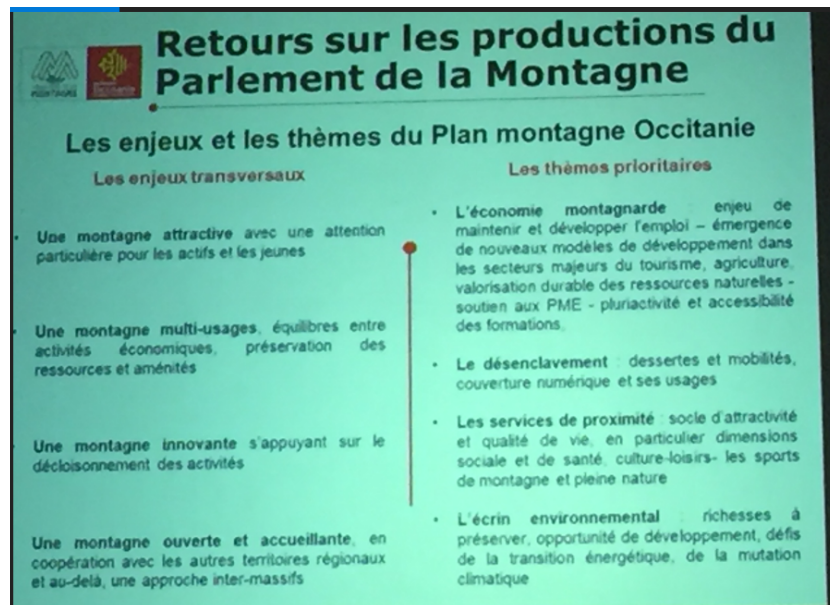 Retours sur les productions du
Parlement de la Montagne
Les enjeux et les thèmes du Plan montagne Occitanie
Les enjeux transversaux
• Une montagne attractive avec une attention
particulière pour les actifs et les jeunes
Une montagne multi-usages, équilibres entre
activités économiques, préservation des
ressources et aménités
Une montagne innovante s'appuyant sur le
décloisonnement des activités
Une montagne ouverte et accueillante, en
coopération avec les autres territoires régionaux
et au-delà, une approche inter-massifs
Les thèmes prioritaires
• L'économie montagnarde : enjeu de
maintenir et développer l'emploi – émergence
de nouveaux modèles de développement dans
les secteurs majeurs du tourisme, agriculture,
valorisation durable des ressources naturelles -
soutien aux PME - pluriactivité et accessibilité
des formations.
• Le désenclavement : dessertes et mobilités,
couverture numérique et ses usages
• Les services de proximité : socle d'attractivité
et qualité de vie, en particulier dimensions
sociale et de santé, culture-loisirs- les sports
de montagne et pleine nature
• L'écrin environnemental : richesses à
préserver, opportunité de développement, défis
de la transition énergétique, de la mutation
climatique